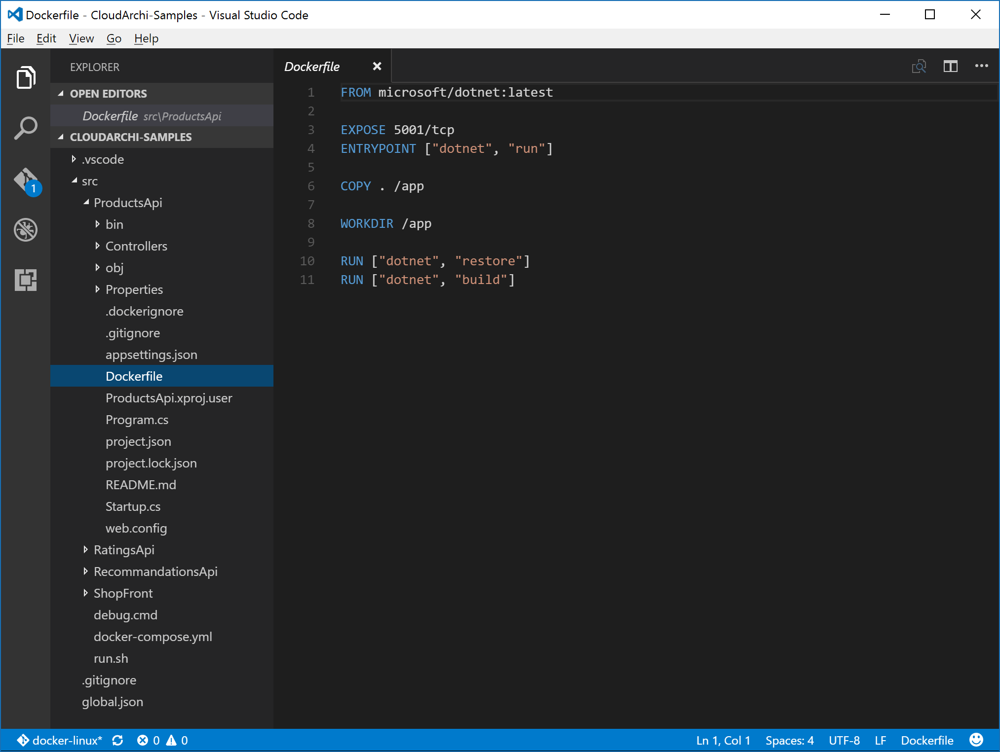 Dockerfile - CloudArchi-Samples - Visual Studio Code
File Edit View Go Help
EXPLORER
OPEN EDITORS
Dockerfile src\ProductsApi
CLOUDARCHI-SAMPLES
.vscode
src
ProductsApi
bin
Controllers
obj
Properties
.dockerignore
.gitignore
appsettings.json
Dockerfile
ProductsApi.xproj.user
Program.cs
project.json
project.lock.json
README.md
Startup.cs
web.config
RatingsApi
RecommandationsApi
ShopFront
debug.cmd
docker-compose.yml
run.sh
.gitignore
global.json
1
Dockerfile
1 FROM microsoft/dotnet:latest
2
3 EXPOSE 5001/tcp
4 ENTRYPOINT ["dotnet", "run"]
5
6 COPY . /app
7
8 WORKDIR /app
9
10 RUN ["dotnet", "restore"]
11 RUN ["dotnet", "build"]
docker-linux* 0 0 Ln 1, Col 1 Spaces: 4 UTF-8 LF Dockerfile